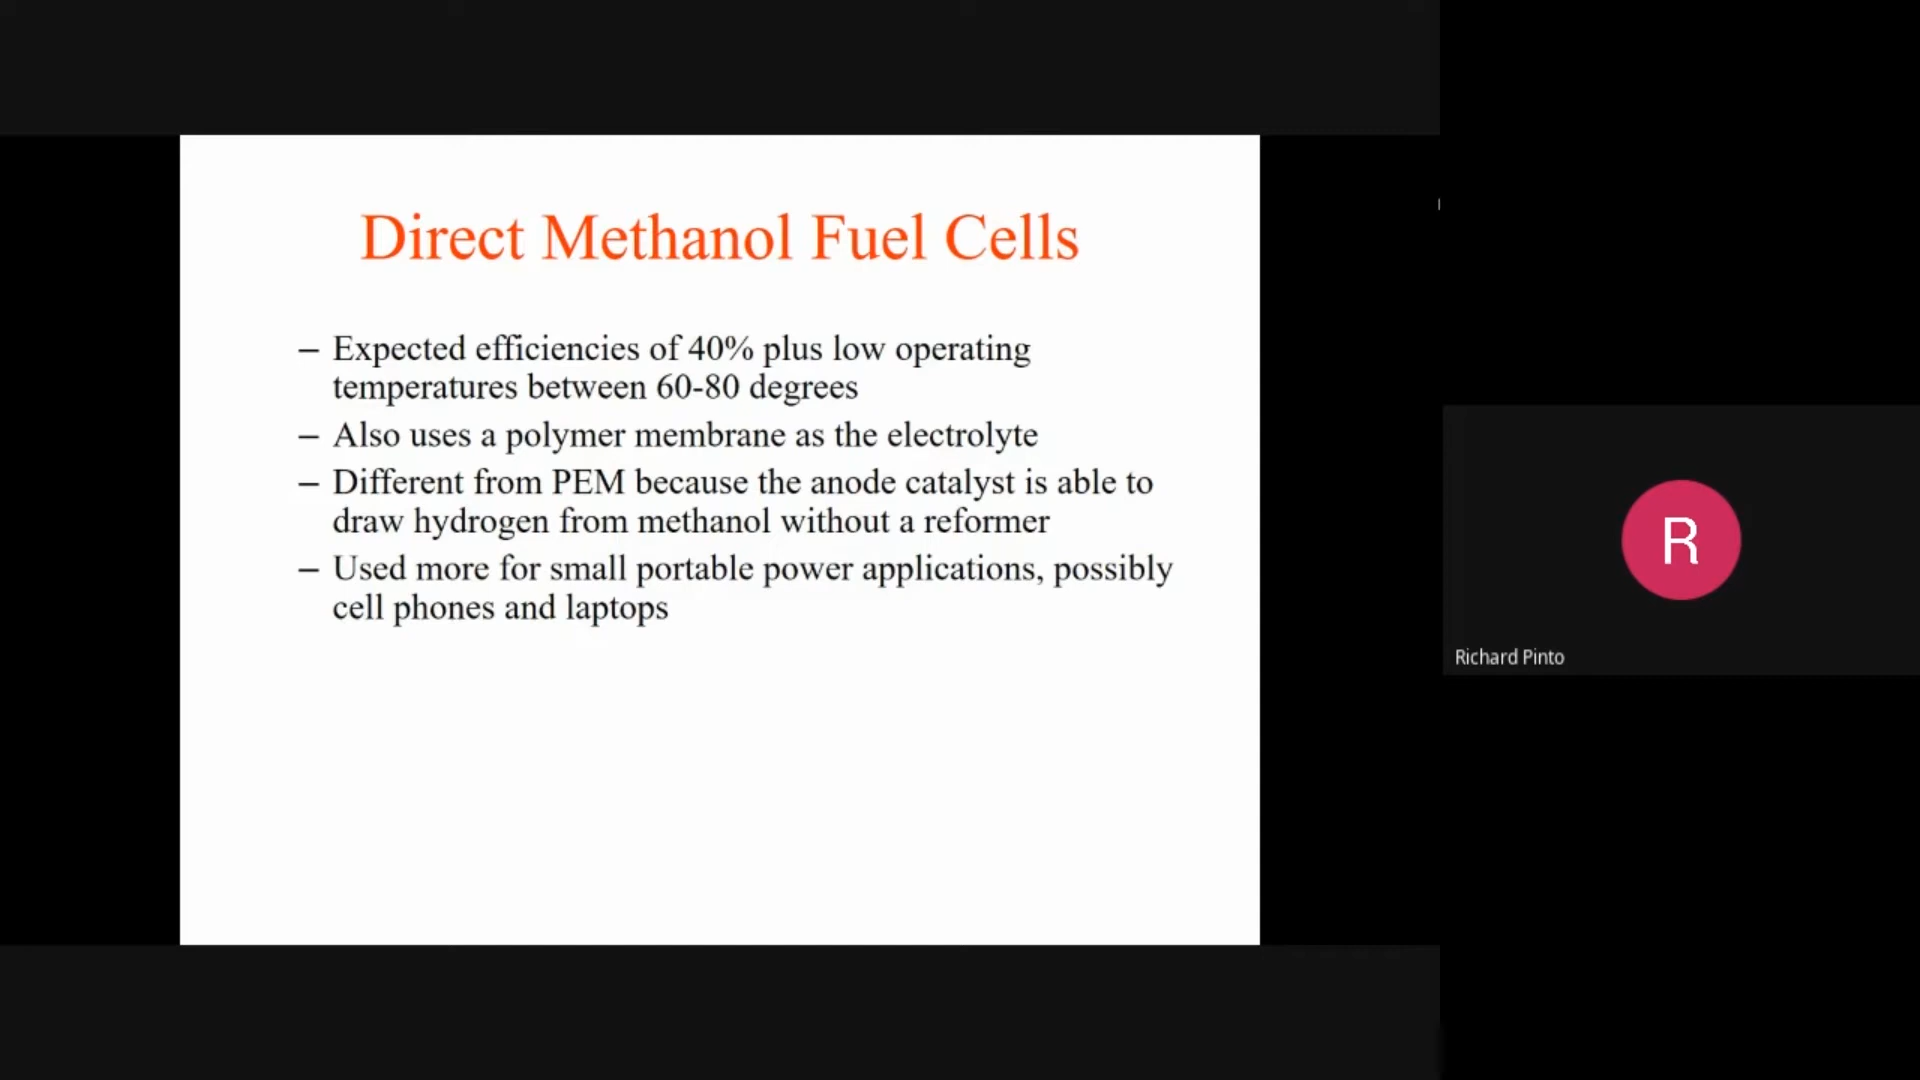 Direct Methanol Fuel Cells
– Expected efficiencies of 40% plus low operating
temperatures between 60-80 degrees
– Also uses a polymer membrane as the electrolyte
– Different from PEM because the anode catalyst is able to
draw hydrogen from methanol without a reformer
– Used more for small portable power applications, possibly
cell phones and laptops
R
Richard Pinto